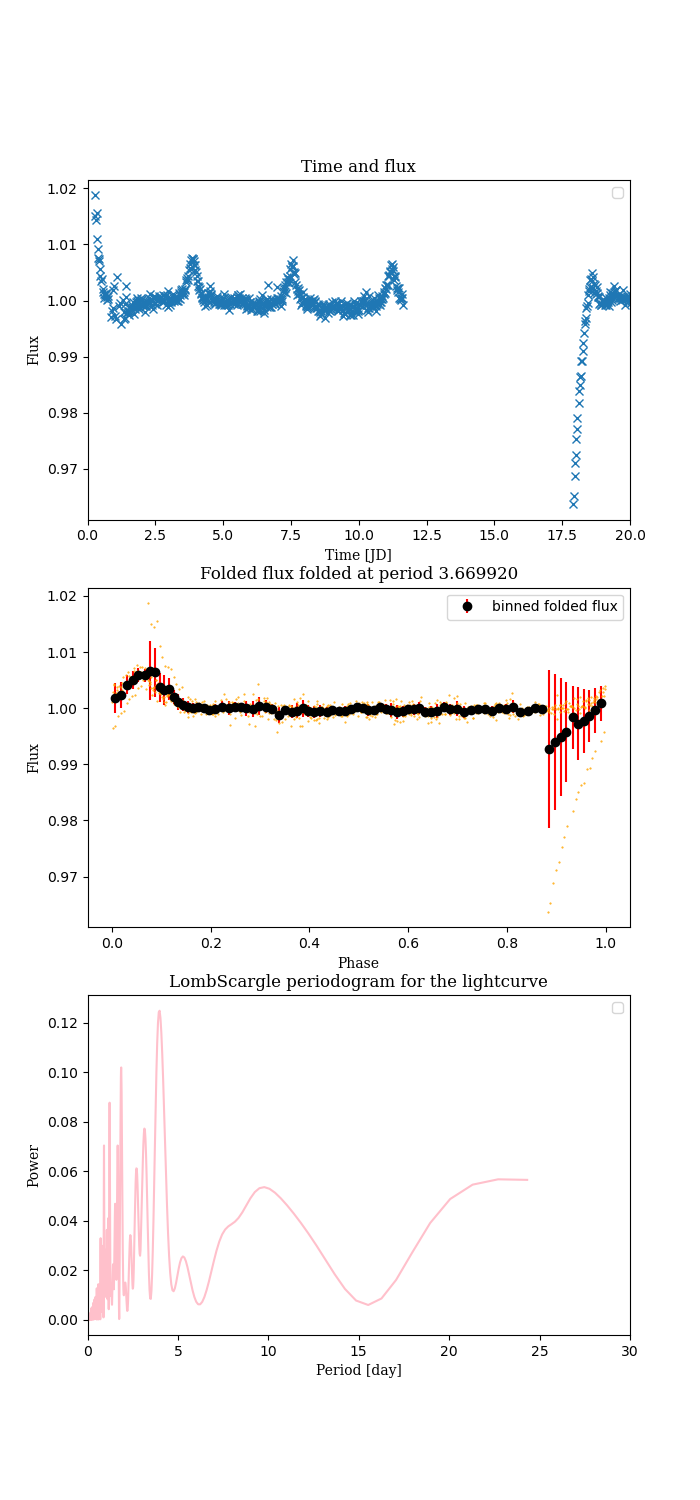 Time and flux
1.02
1.01
1.00
0.99
0.98
0.97
Flux
0.0 2.5 5.0 7.5 10.0 12.5 15.0 17.5 20.0
Time [JD]
Folded flux folded at period 3.669920
binned folded flux
1.02
1.01
1.00
0.99
0.98
0.97
Flux
0.0 0.2 0.4 0.6 0.8 1.0
Phase
LombScargle periodogram for the lightcurve
0.12
0.10
0.08
0.06
0.04
0.02
0.00
Power
0 5 10 15 20 25 30
Period [day]